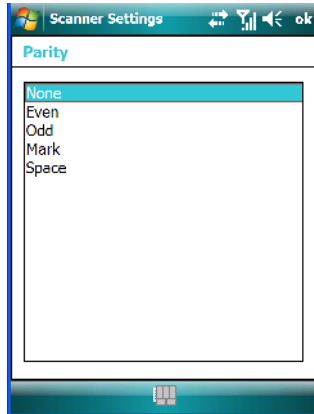 Scanner Settings ok
Parity
None
Even
Odd
Mark
Space